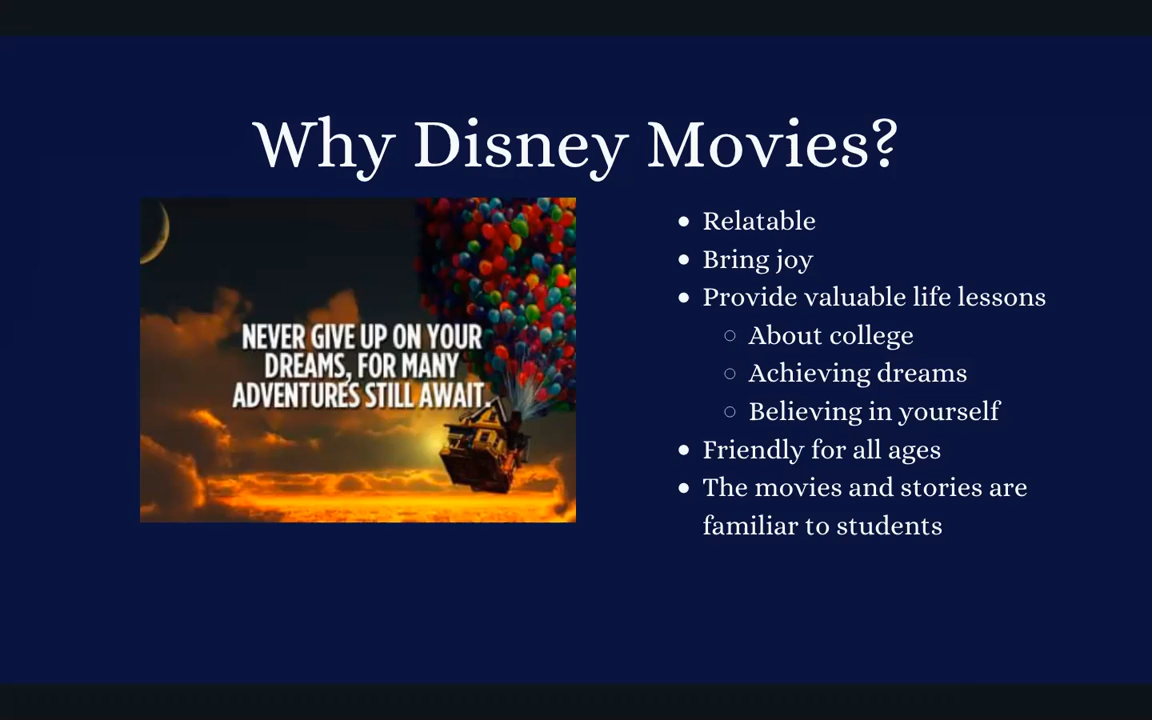 Why Disney Movies?
NEVER GIVE UP ON YOUR
DREAMS, FOR MANY
ADVENTURES STILL AWAIT.
• Relatable
• Bring joy
• Provide valuable life lessons
○ About college
○ Achieving dreams
○ Believing in yourself
• Friendly for all ages
• The movies and stories are
familiar to students